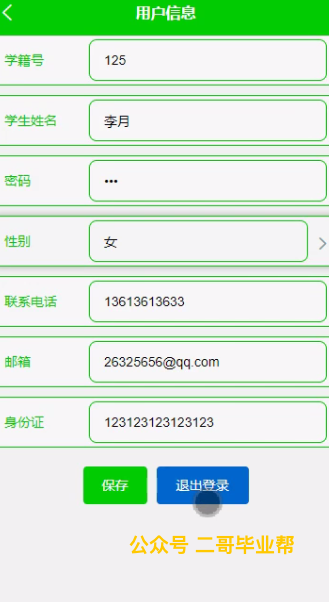 用户信息
学籍号 125
学生姓名 李月
密码 •••
性别 女
联系电话 13613613633
邮箱 26325656@qq.com
身份证 123123123123123
保存 退出登录
公众号 二哥毕业帮